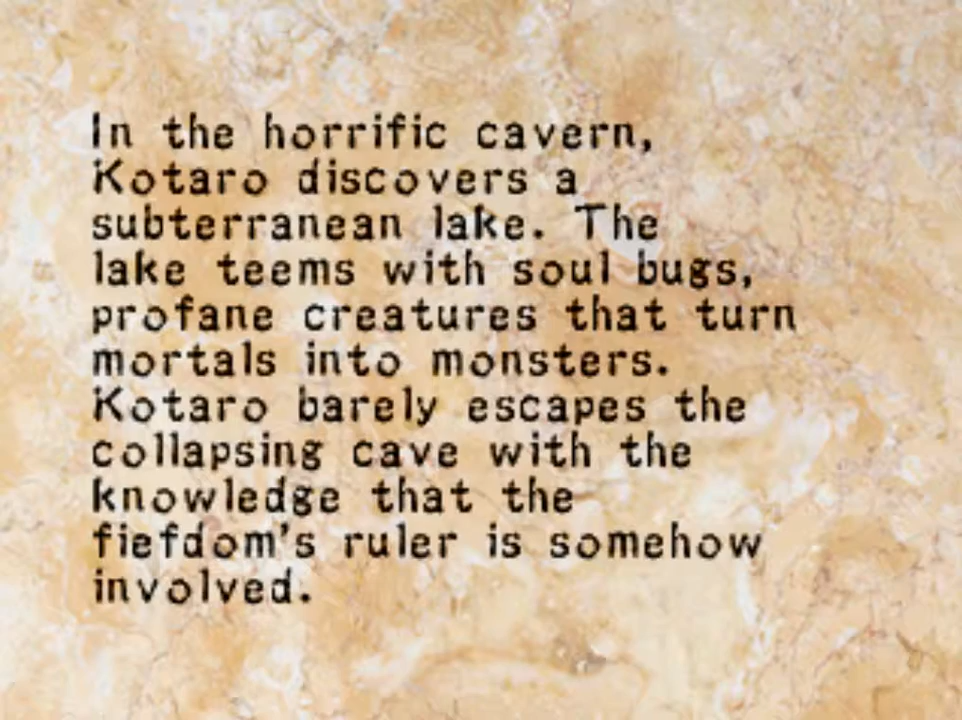 In the horrific cavern,
Kotaro discovers a
subterranean lake. The
lake teems with soul bugs,
profane creatures that turn
mortals into monsters.
Kotaro barely escapes the
collapsing cave with the
knowledge that the
fiefdom's ruler is somehow
involved.